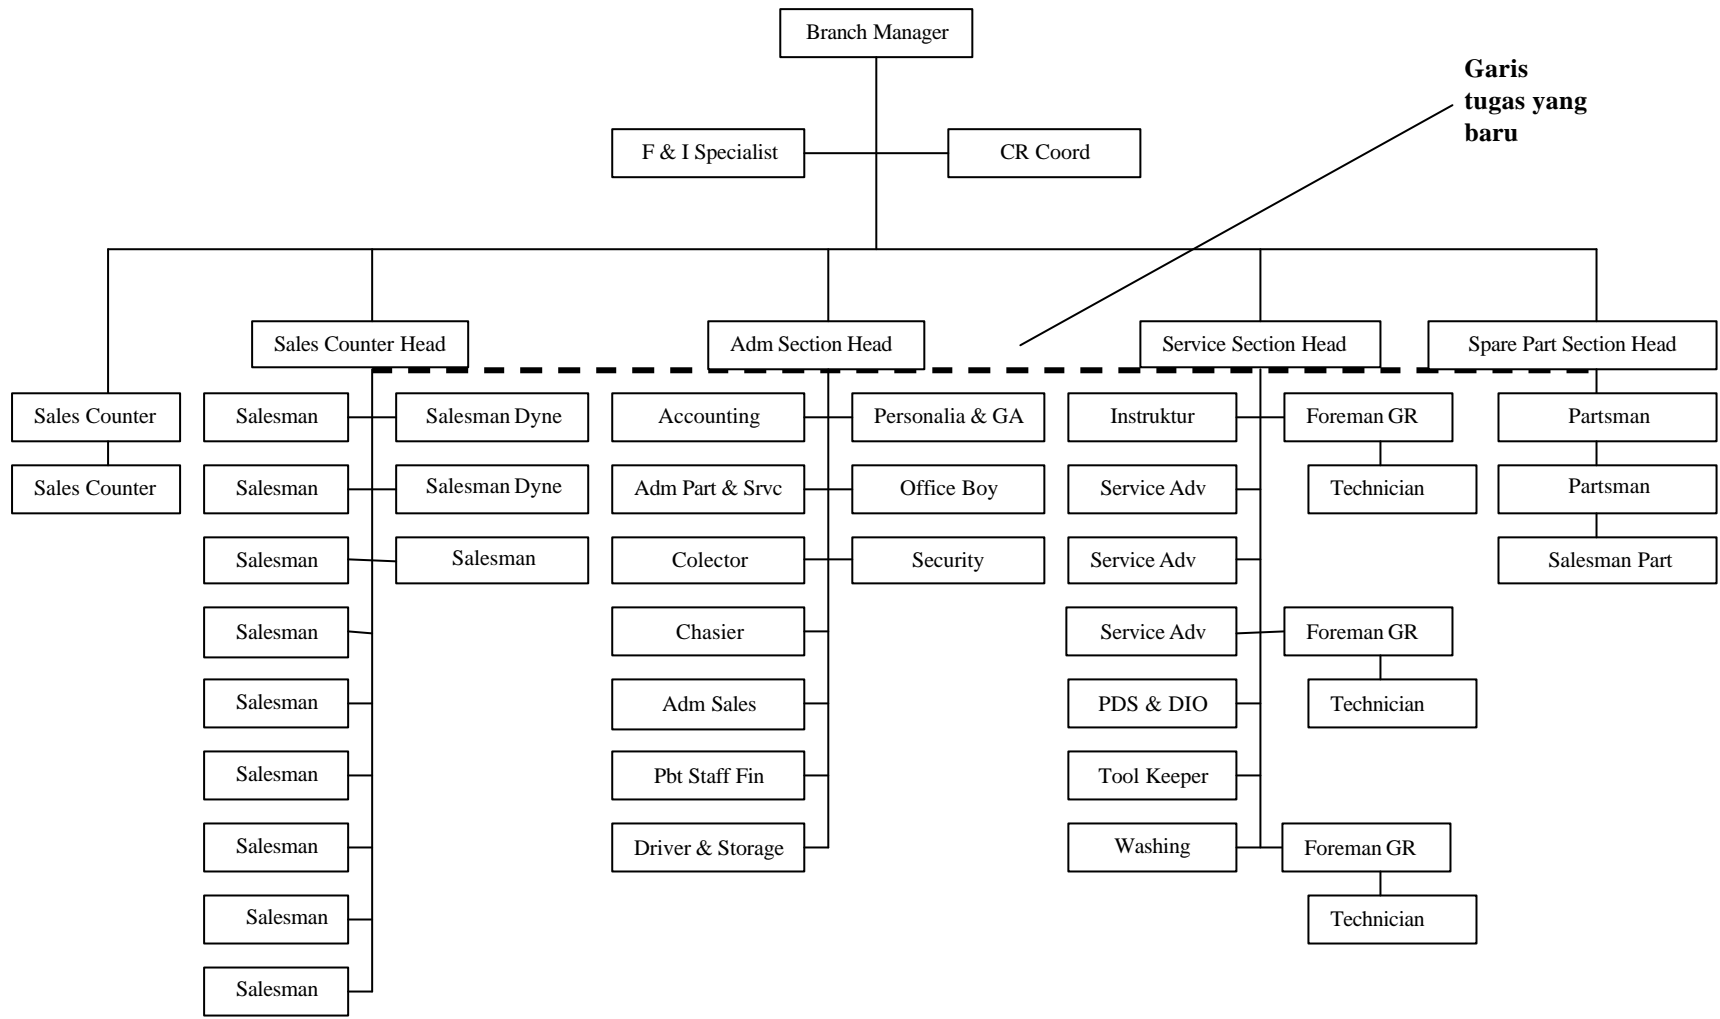 Branch Manager
Garis
tugas yang
baru
F & I Specialist
CR Coord
Sales Counter Head
Adm Section Head
Service Section Head
Spare Part Section Head
Sales Counter
Salesman
Salesman Dyne
Accounting
Personalia & GA
Instruktur
Foreman GR
Partsman
Sales Counter
Salesman
Salesman Dyne
Adm Part & Srvc
Office Boy
Service Adv
Technician
Partsman
Salesman
Salesman
Colector
Security
Service Adv
Salesman Part
Salesman
Chasier
Service Adv
Foreman GR
Salesman
Adm Sales
PDS & DIO
Technician
Salesman
Pbt Staff Fin
Tool Keeper
Salesman
Driver & Storage
Washing
Foreman GR
Salesman
Technician
Salesman